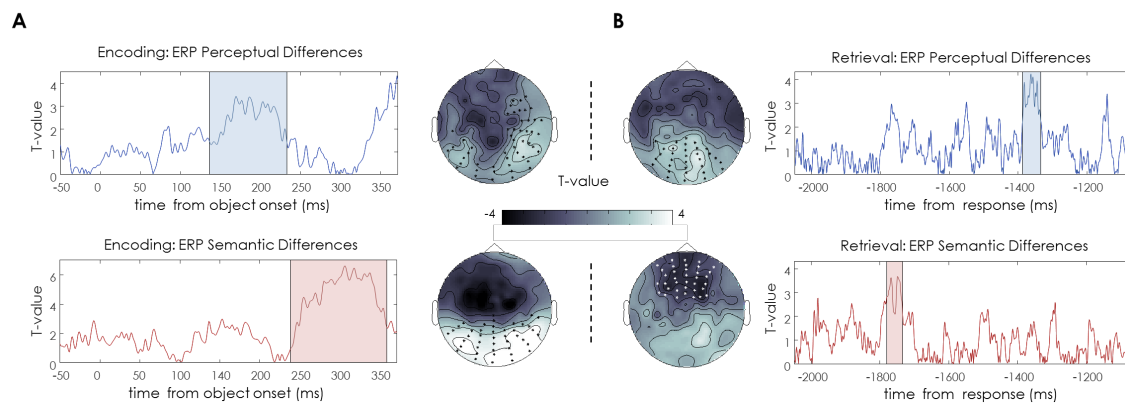 A
B
Encoding: ERP Perceptual Differences
T-value
4
3
2
1
0
-50 0 50 100 150 200 250 300 350
time from object onset (ms)
Retrieval: ERP Perceptual Differences
T-value
4
3
2
1
0
-2000 -1800 -1600 -1400 -1200
time from response (ms)
T-value
-4 4
Encoding: ERP Semantic Differences
T-value
6
4
2
0
-50 0 50 100 150 200 250 300 350
time from object onset (ms)
Retrieval: ERP Semantic Differences
T-value
4
3
2
1
0
-2000 -1800 -1600 -1400 -1200
time from response (ms)